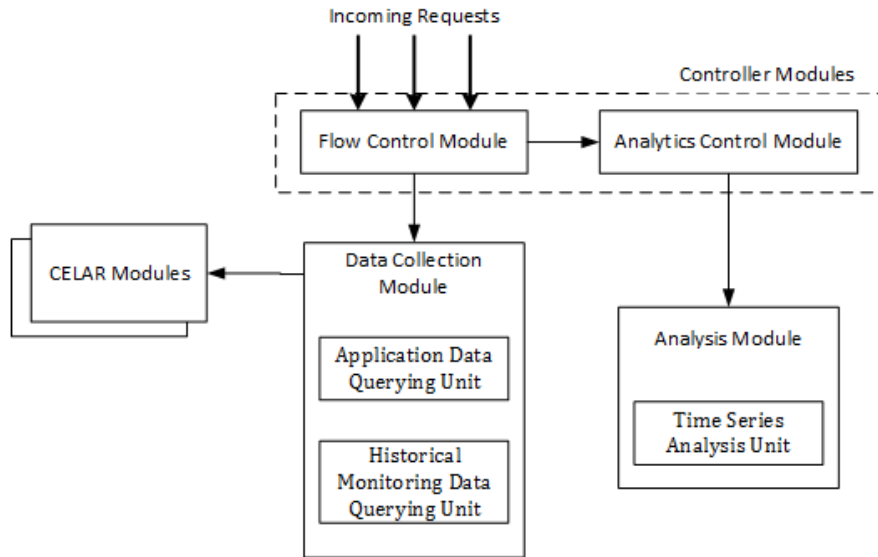 Incoming Requests
Controller Modules
Flow Control Module
Analytics Control Module
CELAR Modules
Data Collection
Module
Application Data
Querying Unit
Historical
Monitoring Data
Querying Unit
Analysis Module
Time Series
Analysis Unit